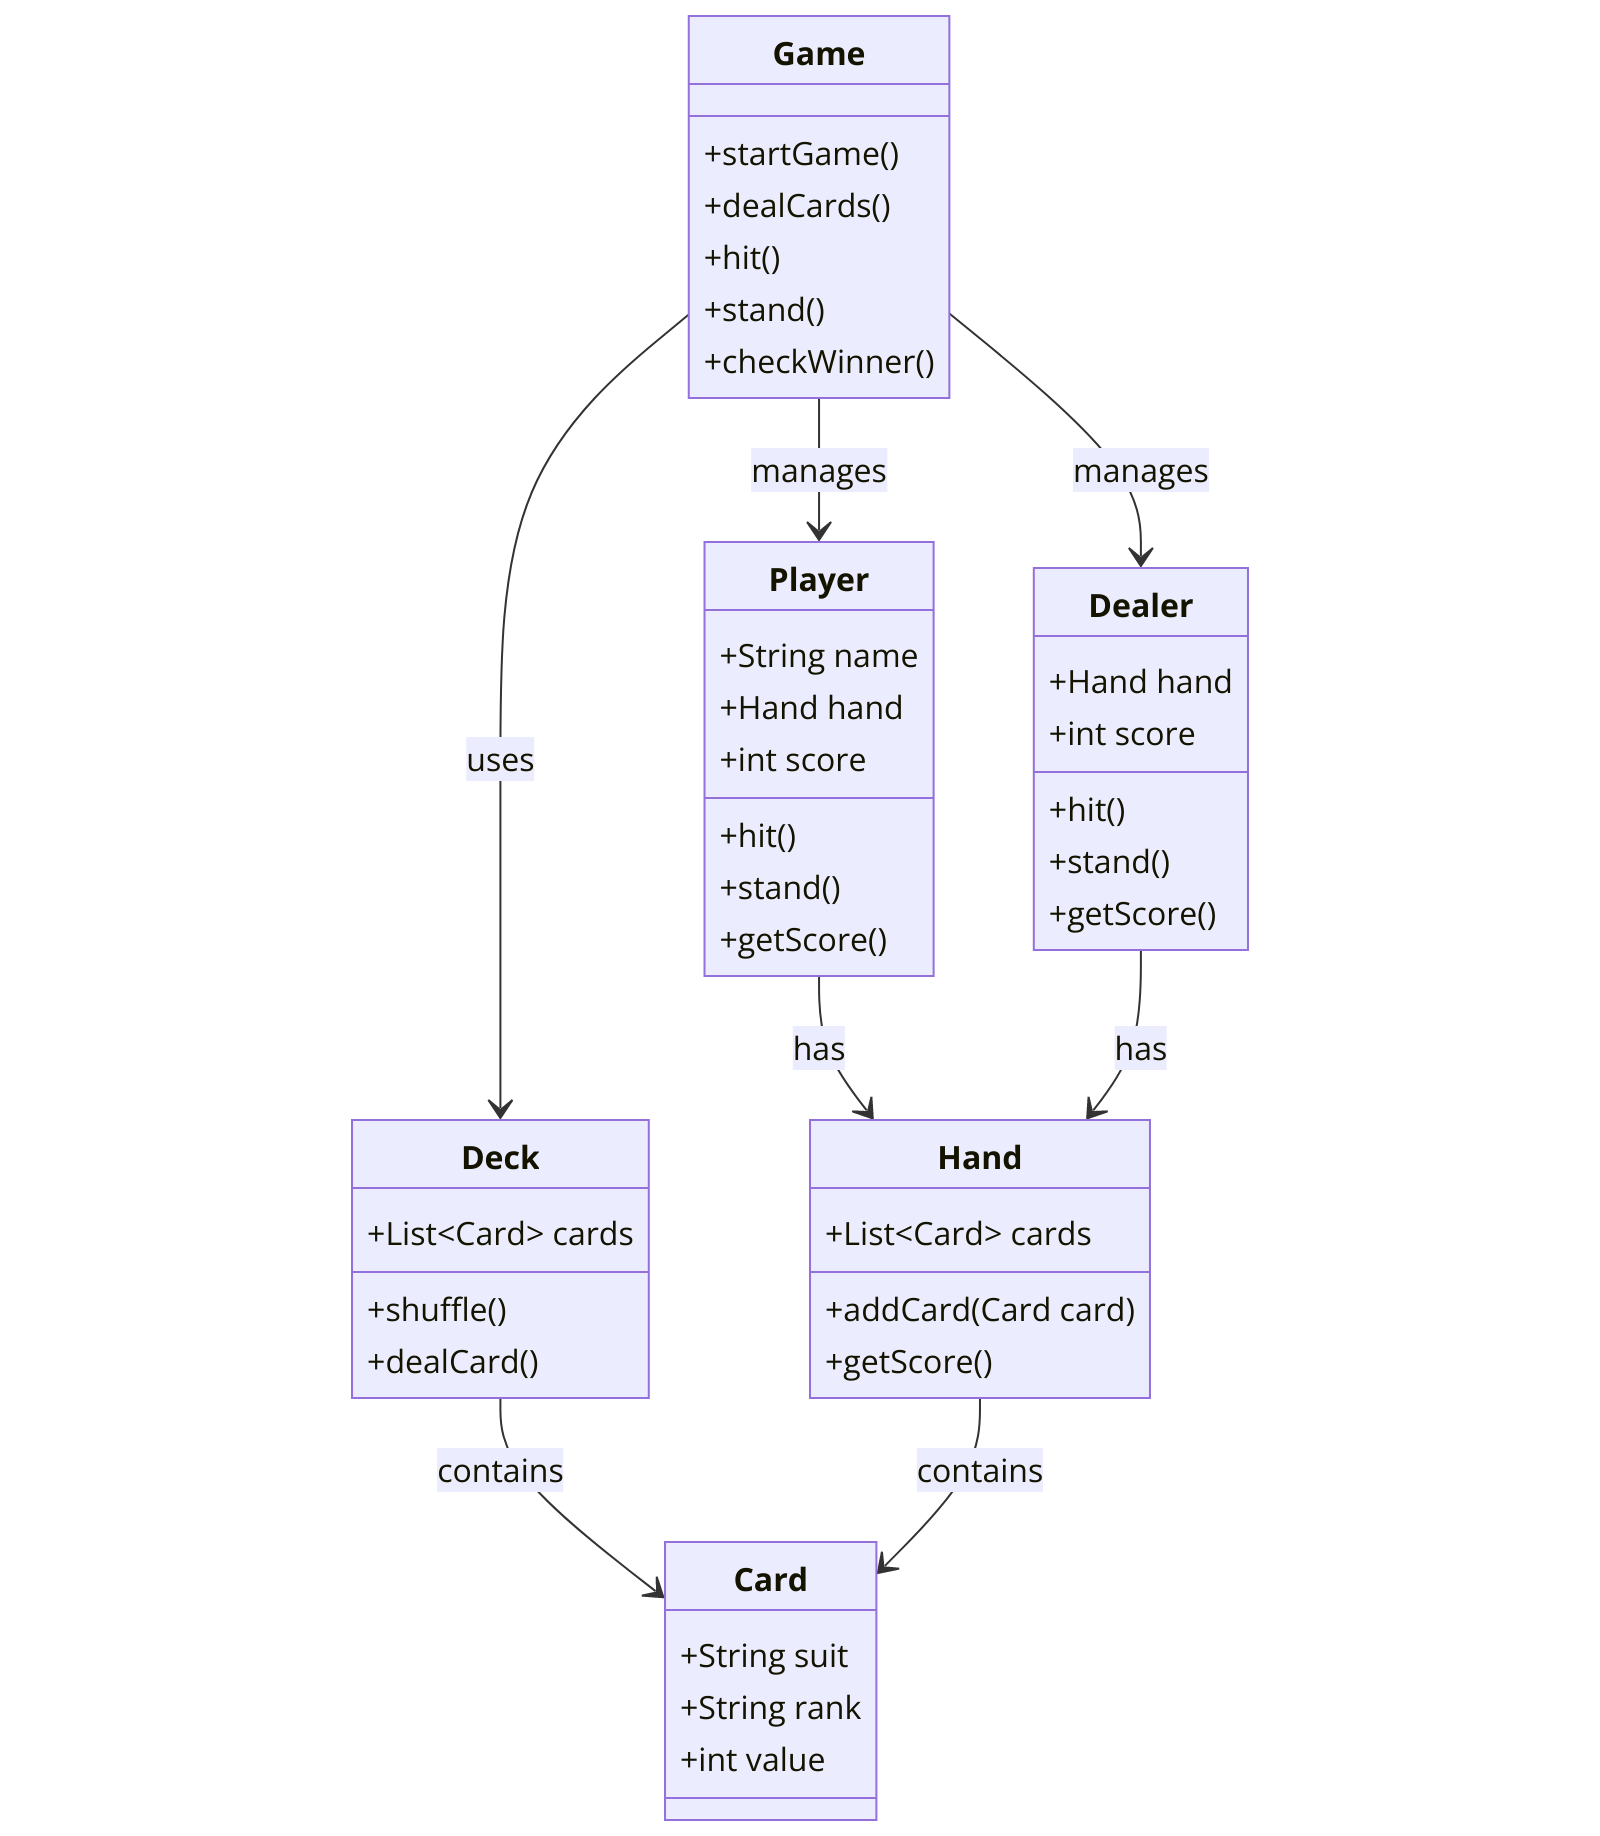 Game
+startGame()
+dealCards()
+hit()
+stand()
+checkWinner()
manages
manages
Player
+String name
+Hand hand
+int score
+hit()
+stand()
+getScore()
Dealer
+Hand hand
+int score
+hit()
+stand()
+getScore()
uses
has
has
Deck
+List<Card> cards
+shuffle()
+dealCard()
Hand
+List<Card> cards
+addCard(Card card)
+getScore()
contains
contains
Card
+String suit
+String rank
+int value